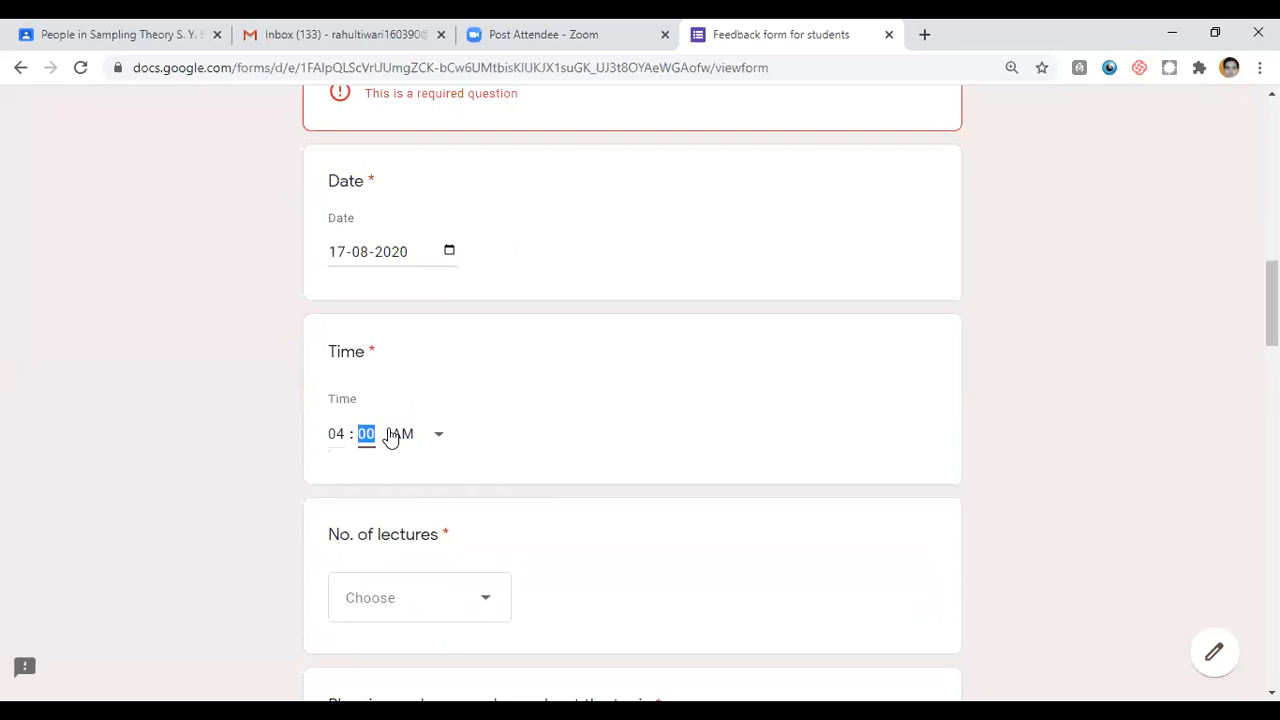 People in Sampling Theory S. Y. B
Inbox (133) - rahultiwari160390@
Post Attendee - Zoom
Feedback form for students
docs.google.com/forms/d/e/1FAIpQLScVrUUmgZCK-bCw6UMtbisKlUKJX1suGK_UJ3t8OYAeWGAofw/viewform
This is a required question
Date *
Date
17-08-2020
Time *
Time
04 : 00 AM
No. of lectures *
Choose